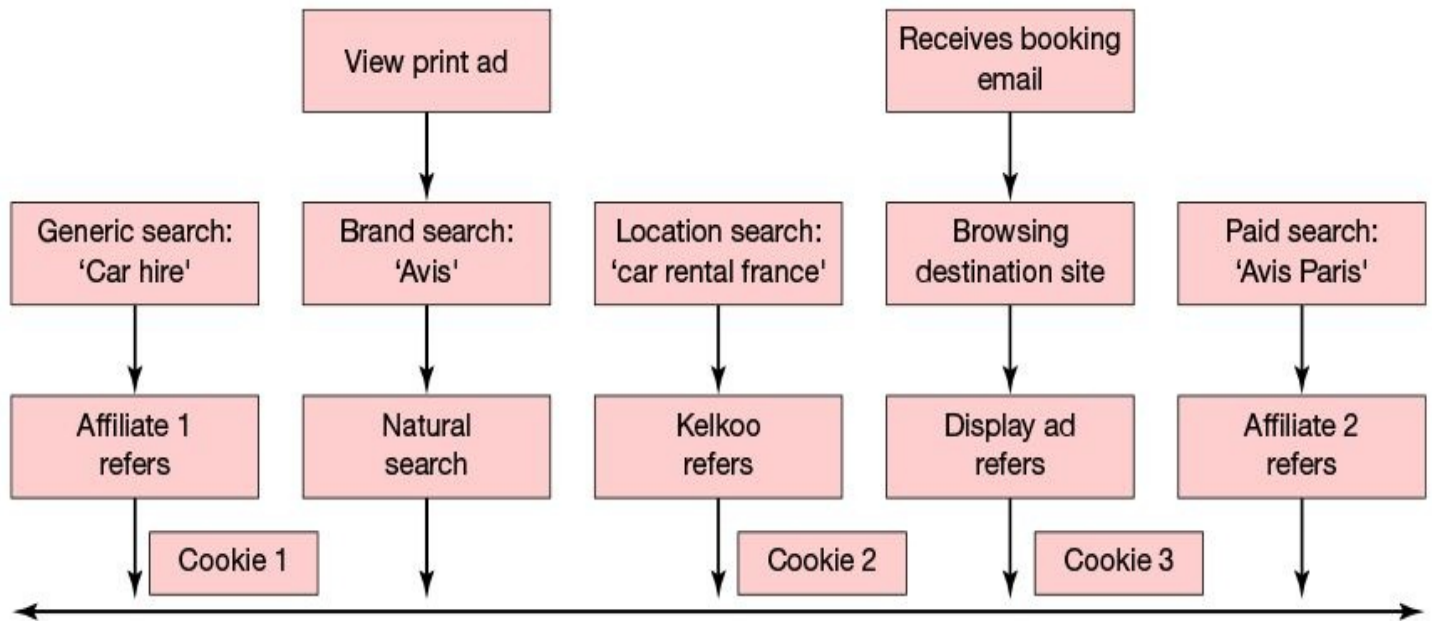 View print ad
Receives booking
email
Generic search:
‘Car hire'
Brand search:
‘Avis'
Location search:
‘car rental france'
Browsing
destination site
Paid search:
‘Avis Paris'
Affiliate 1
refers
Natural
search
Kelkoo
refers
Display ad
refers
Affiliate 2
refers
Cookie 1
Cookie 2
Cookie 3